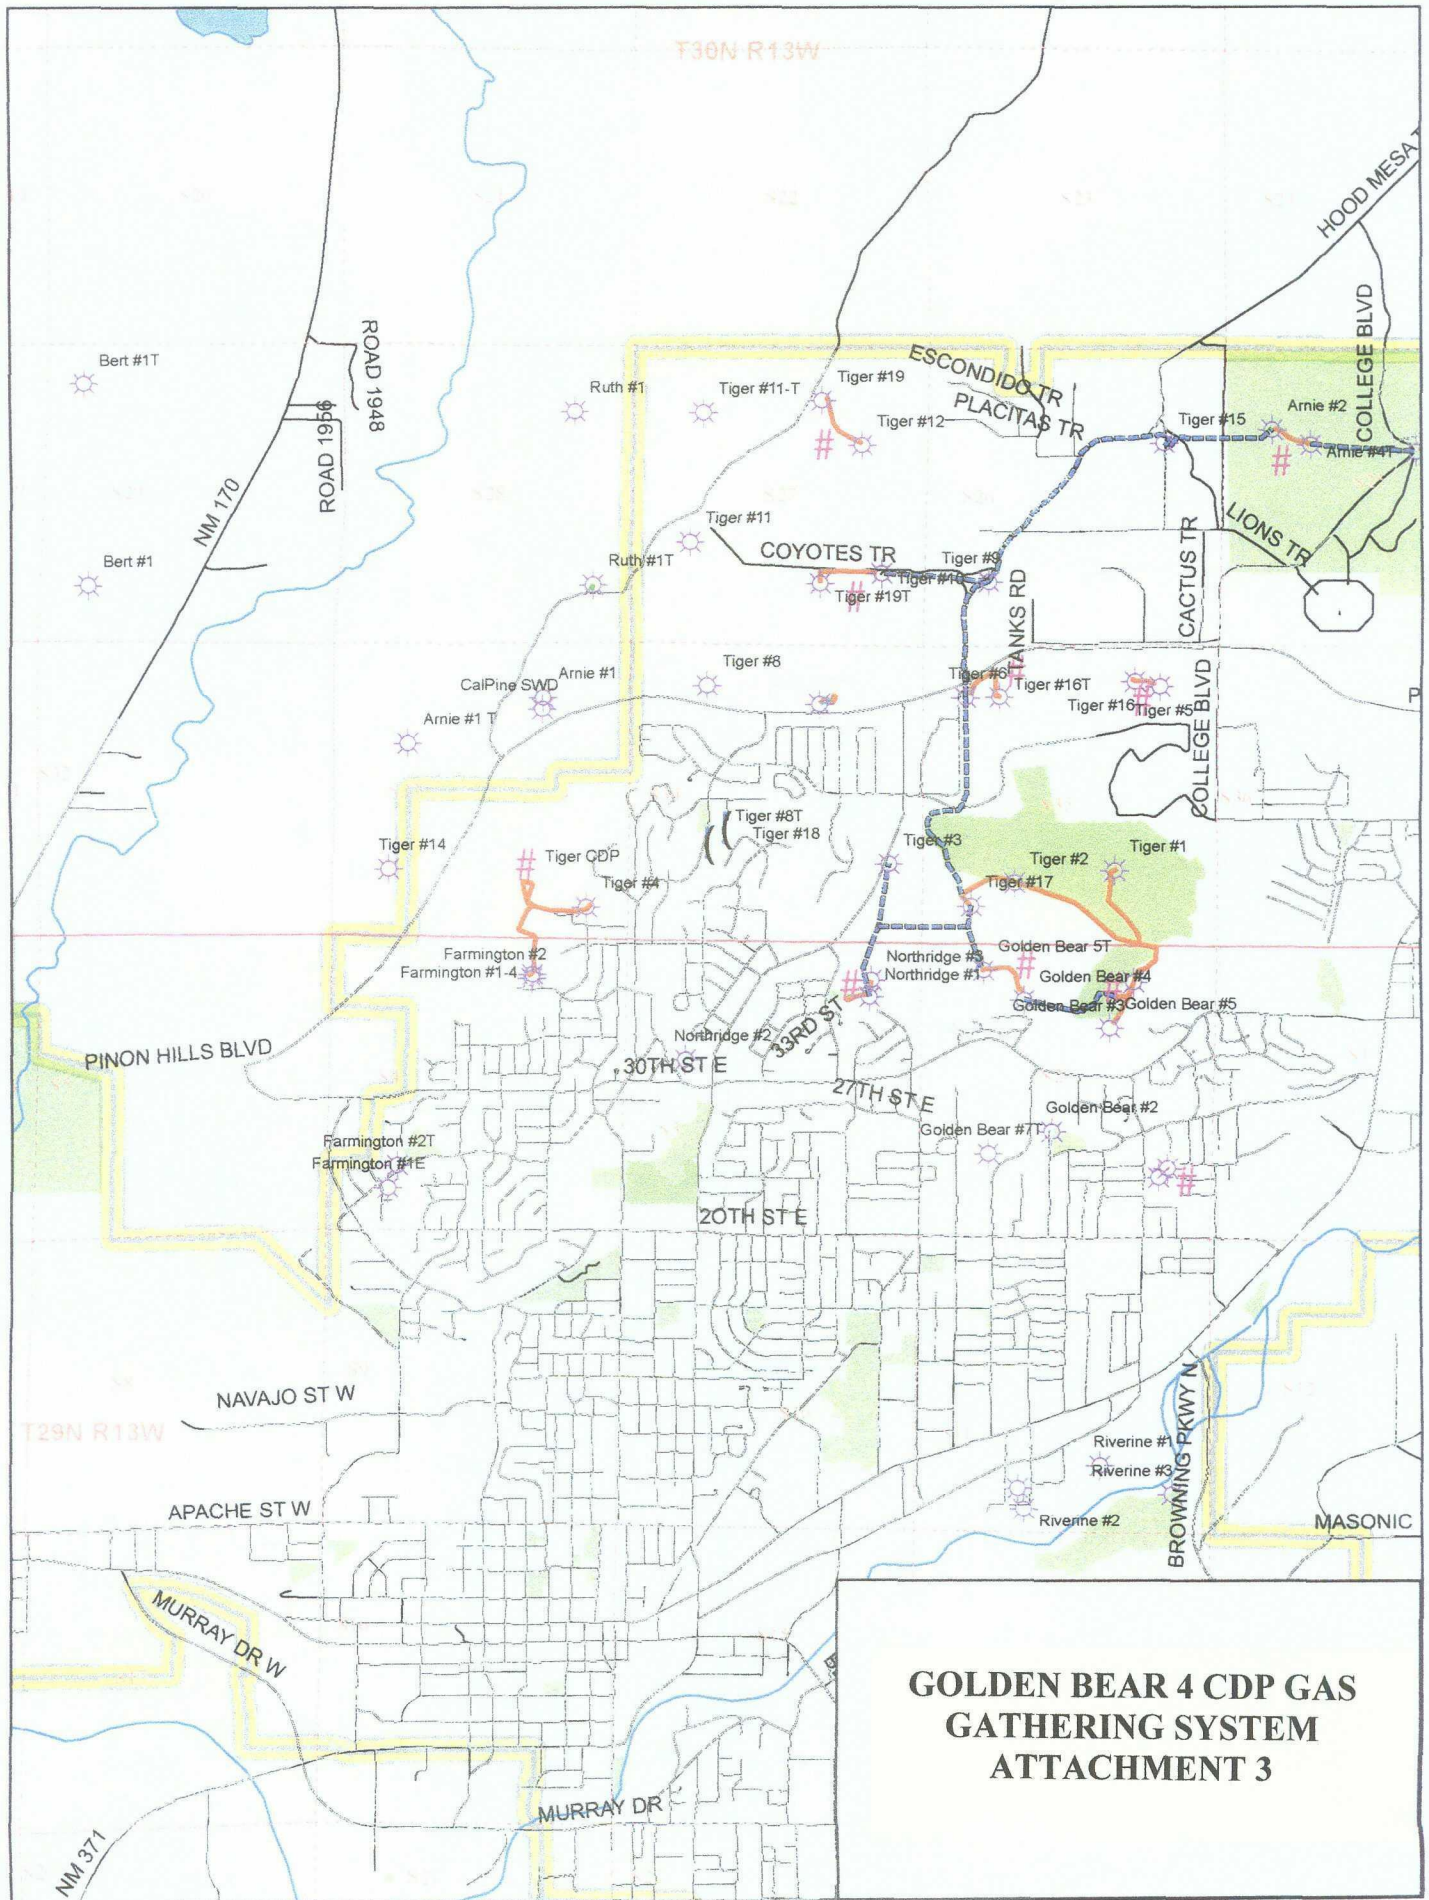 T30N R13W
HOOD MESA
COLLEGE BLVD
ROAD 1948
ROAD 1956
NM 170
ESCONDIDO TR
PLACITAS TR
Bert #1T
Ruth #1
Tiger #11-T
Tiger #19
Tiger #12
Tiger #15
Arnie #2
Arnie #4T
Tiger #11
COYOTES TR
Tiger #9
LIONS TR
Bert #1
Ruth #1T
Tiger #10
Tiger #19T
TANKS RD
CACTUS TR
CalPine SWD
Arnie #1
Tiger #8
Tiger #6
Tiger #16T
Tiger #16
Tiger #5
P
Arnie #1 T
COLLEGE BLVD
Tiger #8T
Tiger #18
Tiger #14
Tiger CDP
Tiger #4
Tiger #3
Tiger #2
Tiger #1
Tiger #17
Farmington #2
Farmington #1-4
Northridge #3
Northridge #1
Golden Bear 5T
Golden Bear #4
Golden Bear #3
Golden Bear #5
33RD ST
Northridge #2
PINON HILLS BLVD
30TH ST E
27TH ST E
Golden Bear #2
Golden Bear #7T
Farmington #2T
Farmington #1E
20TH ST E
NAVAJO ST W
T29N R13W
BROWNING PKWY N
Riverine #1
Riverine #3
Riverine #2
APACHE ST W
MASONIC
MURRAY DR W
MURRAY DR
NM 371
GOLDEN BEAR 4 CDP GAS
GATHERING SYSTEM
ATTACHMENT 3